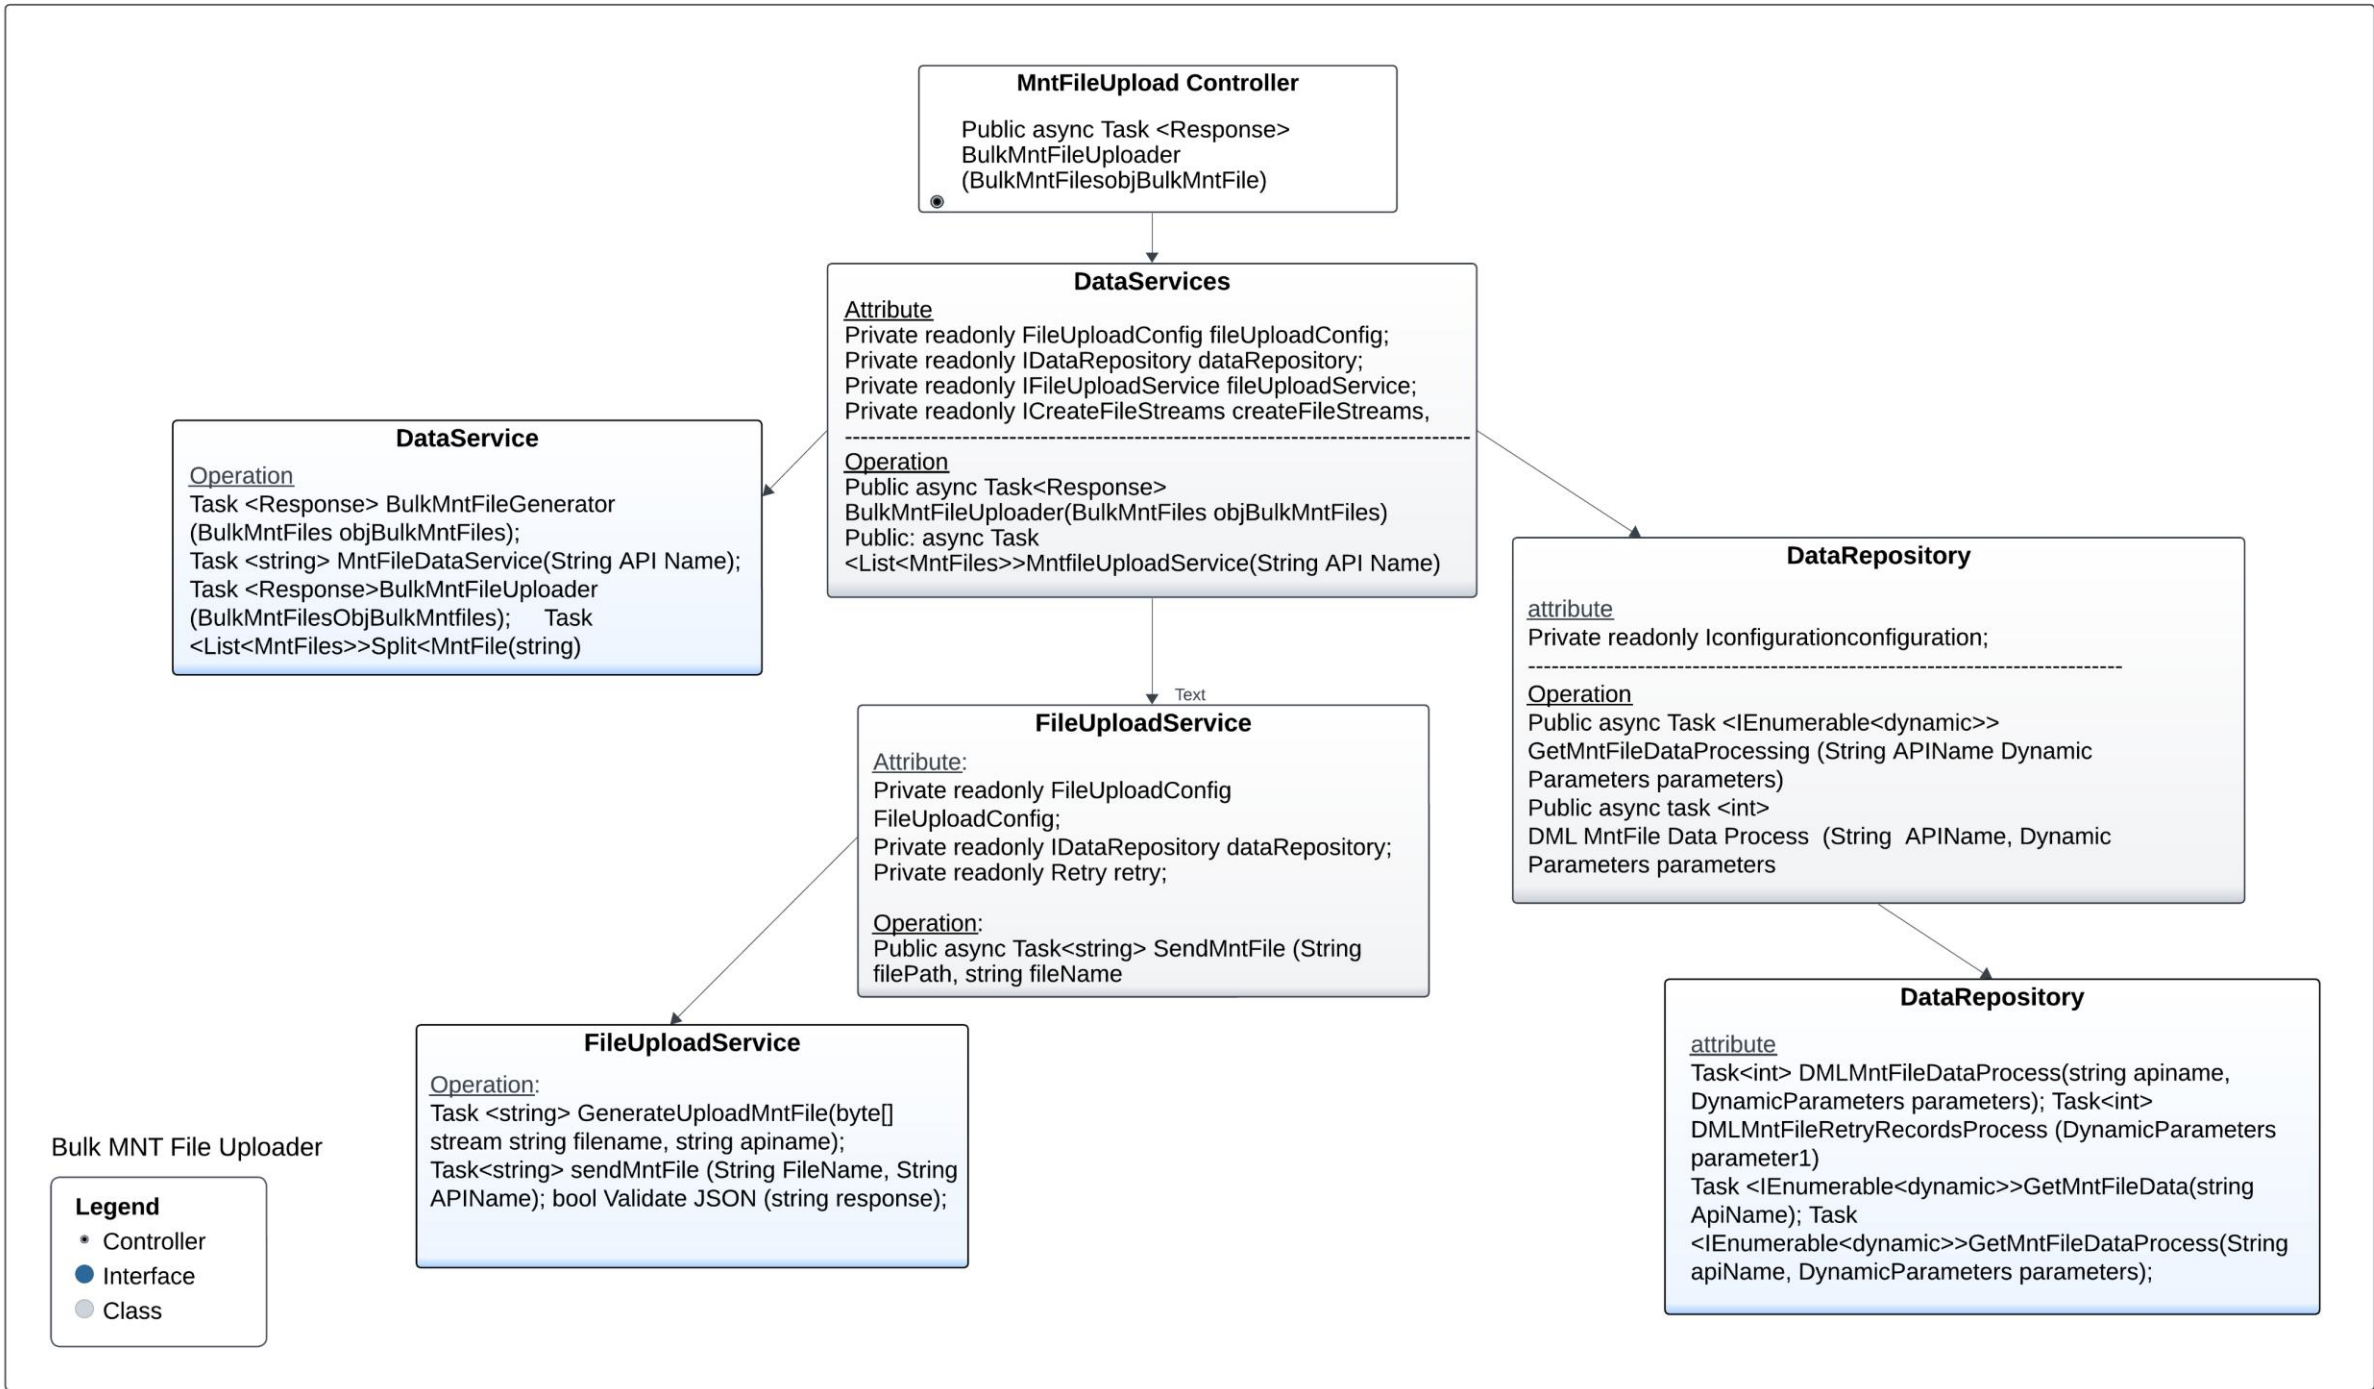 MntFileUpload Controller
Public async Task <Response>
BulkMntFileUploader
(BulkMntFilesobjBulkMntFile)
DataServices
Attribute
Private readonly FileUploadConfig fileUploadConfig;
Private readonly IDataRepository dataRepository;
Private readonly IFileUploadService fileUploadService;
Private readonly ICreateFileStreams createFileStreams,
--------------------------------------------------------------------------------
Operation
Public async Task<Response>
BulkMntFileUploader(BulkMntFiles objBulkMntFiles)
Public: async Task
<List<MntFiles>>MntfileUploadService(String API Name)
DataService
Operation
Task <Response> BulkMntFileGenerator
(BulkMntFiles objBulkMntFiles);
Task <string> MntFileDataService(String API Name);
Task <Response>BulkMntFileUploader
(BulkMntFilesObjBulkMntfiles);     Task
<List<MntFiles>>Split<MntFile(string)
DataRepository
attribute
Private readonly Iconfigurationconfiguration;
----------------------------------------------------------------------------
Operation
Public async Task <IEnumerable<dynamic>>
GetMntFileDataProcessing (String APIName Dynamic
Parameters parameters)
Public async task <int>
DML MntFile Data Process  (String  APIName, Dynamic
Parameters parameters
Text
FileUploadService
Attribute:
Private readonly FileUploadConfig
FileUploadConfig;
Private readonly IDataRepository dataRepository;
Private readonly Retry retry;
Operation:
Public async Task<string> SendMntFile (String
filePath, string fileName
DataRepository
attribute
Task<int> DMLMntFileDataProcess(string apiname,
DynamicParameters parameters); Task<int>
DMLMntFileRetryRecordsProcess (DynamicParameters
parameter1)
Task <IEnumerable<dynamic>>GetMntFileData(string
ApiName); Task
<IEnumerable<dynamic>>GetMntFileDataProcess(String
apiName, DynamicParameters parameters);
FileUploadService
Operation:
Task <string> GenerateUploadMntFile(byte[]
stream string filename, string apiname);
Task<string> sendMntFile (String FileName, String
APIName); bool Validate JSON (string response);
Bulk MNT File Uploader
Legend
Controller
Interface
Class